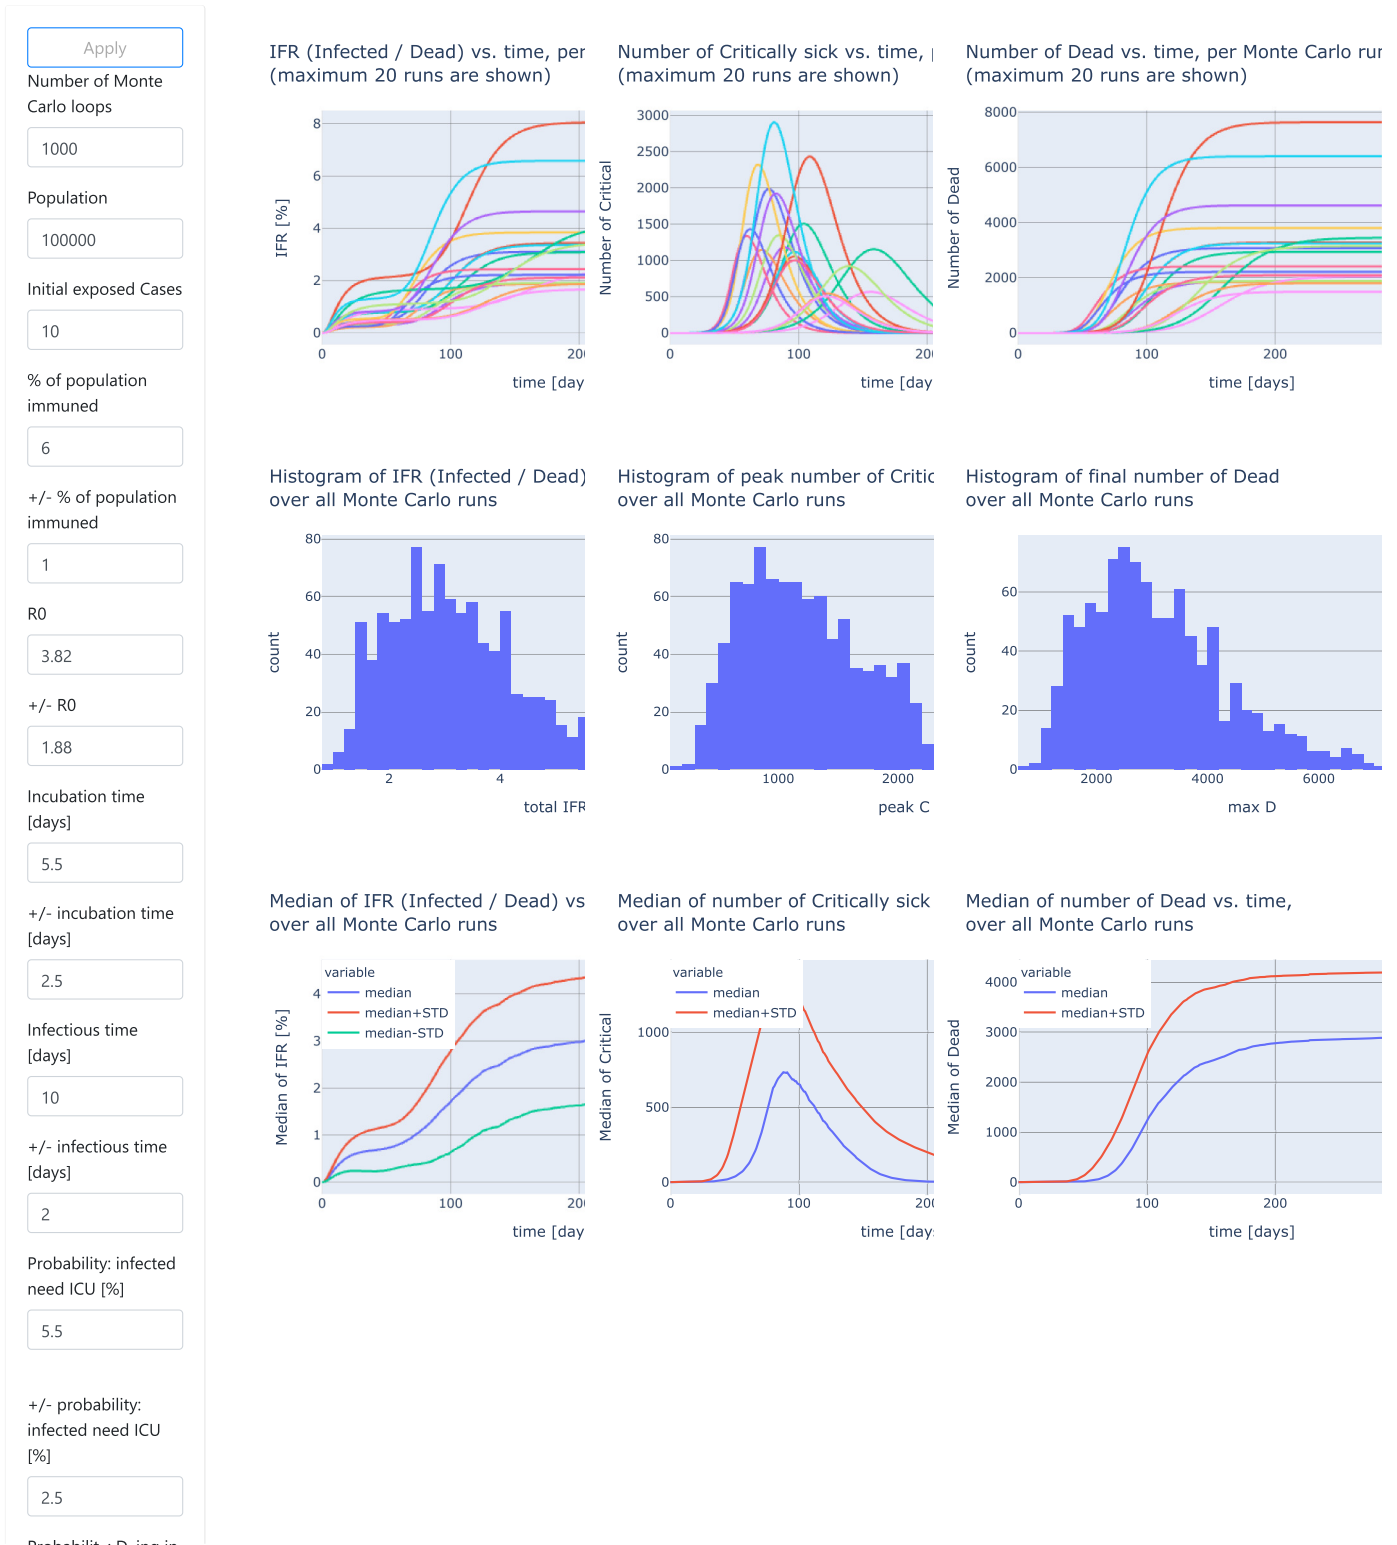 Apply
Number of Monte
Carlo loops
1000
Population
100000
Initial exposed Cases
10
% of population
immuned
6
+/- % of population
immuned
1
R0
3.82
+/- R0
1.88
Incubation time
[days]
5.5
+/- incubation time
[days]
2.5
Infectious time
[days]
10
+/- infectious time
[days]
2
Probability: infected
need ICU [%]
5.5
+/- probability:
infected need ICU
[%]
2.5
IFR (Infected / Dead) vs. time, per
(maximum 20 runs are shown)
8
6
4
2
0
IFR [%]
0
100
200
time [day
Number of Critically sick vs. time,
(maximum 20 runs are shown)
3000
2500
2000
1500
1000
500
0
Number of Critical
0
100
200
time [day
Number of Dead vs. time, per Monte Carlo run
(maximum 20 runs are shown)
8000
6000
4000
2000
0
Number of Dead
0
100
200
time [days]
Histogram of IFR (Infected / Dead)
over all Monte Carlo runs
80
60
40
20
0
count
2
4
total IFR
Histogram of peak number of Critic
over all Monte Carlo runs
80
60
40
20
0
count
1000
2000
peak C
Histogram of final number of Dead
over all Monte Carlo runs
60
40
20
0
count
2000
4000
6000
max D
Median of IFR (Infected / Dead) vs
over all Monte Carlo runs
variable
median
median+STD
median-STD
4
3
2
1
0
Median of IFR [%]
0
100
200
time [day
Median of number of Critically sick
over all Monte Carlo runs
variable
median
median+STD
1000
500
0
Median of Critical
0
100
200
time [days
Median of number of Dead vs. time,
over all Monte Carlo runs
variable
median
median+STD
4000
3000
2000
1000
0
Median of Dead
0
100
200
time [days]